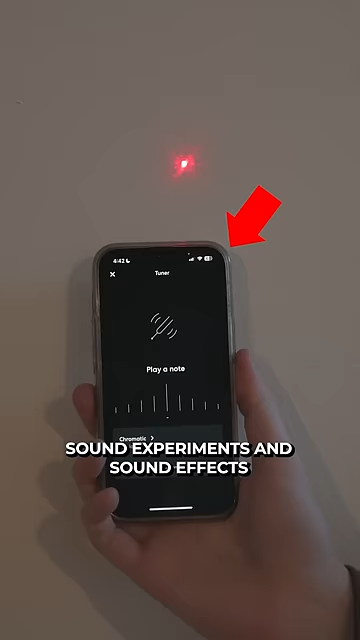 4:42
Tuner
Play a note
Chromatic >
SOUND EXPERIMENTS AND
SOUND EFFECTS